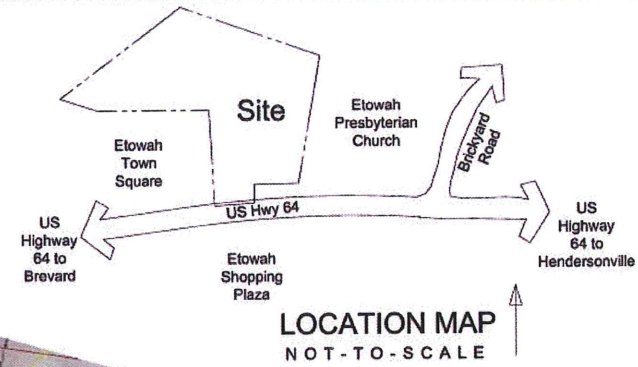 Site
Etowah
Presbyterian
Church
Brickyard
Road
Etowah
Town
Square
US Hwy 64
US
Highway
64 to
Brevard
US
Highway
64 to
Hendersonville
Etowah
Shopping
Plaza
LOCATION MAP
NOT-TO-SCALE